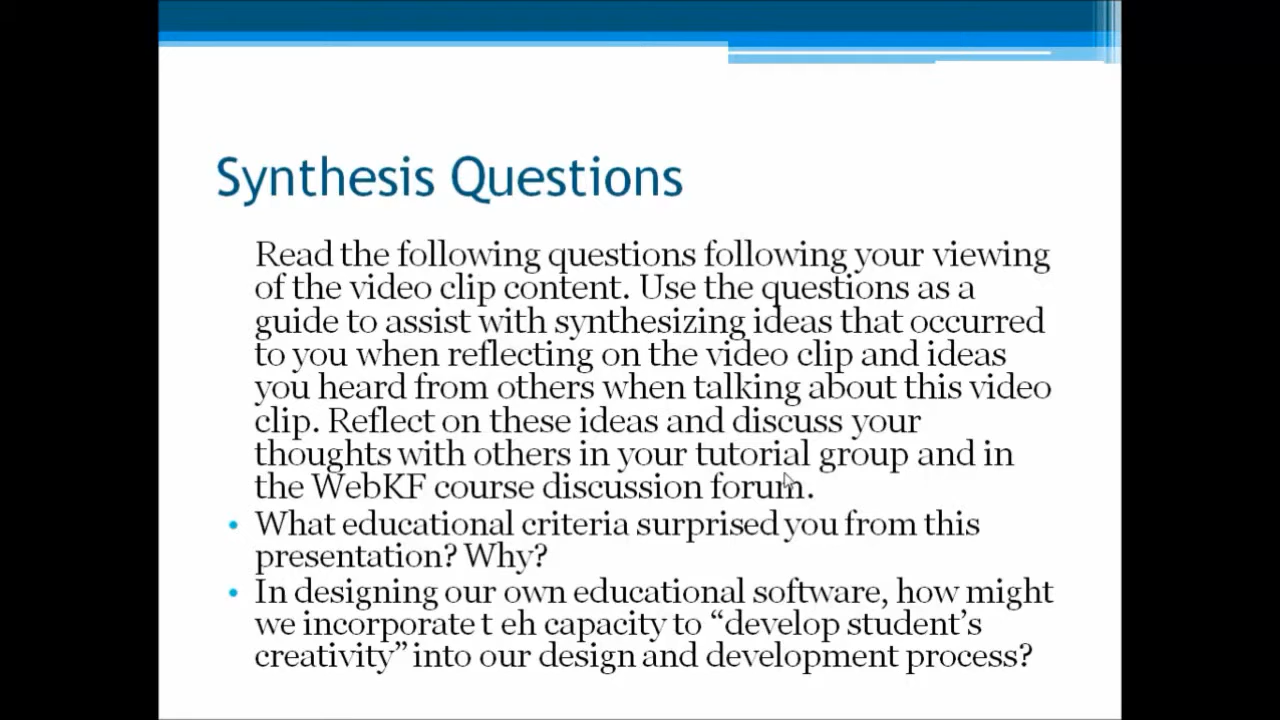 Synthesis Questions
Read the following questions following your viewing
of the video clip content. Use the questions as a
guide to assist with synthesizing ideas that occurred
to you when reflecting on the video clip and ideas
you heard from others when talking about this video
clip. Reflect on these ideas and discuss your
thoughts with others in your tutorial group and in
the WebKF course discussion forum.
• What educational criteria surprised you from this
presentation? Why?
• In designing our own educational software, how might
we incorporate t eh capacity to “develop student’s
creativity” into our design and development process?